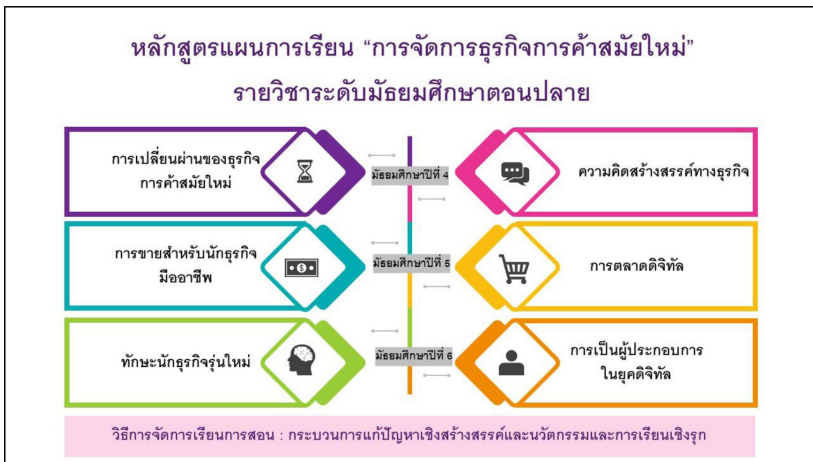 หลักสูตรแผนการเรียน “การจัดการธุรกิจการค้าสมัยใหม่”
รายวิชาระดับมัธยมศึกษาตอนปลาย
การเปลี่ยนผ่านของธุรกิจ
การค้าสมัยใหม่
มัธยมศึกษาปีที่ 4
ความคิดสร้างสรรค์ทางธุรกิจ
การขายสำหรับนักธุรกิจ
มืออาชีพ
มัธยมศึกษาปีที่ 5
การตลาดดิจิทัล
ทักษะนักธุรกิจรุ่นใหม่
มัธยมศึกษาปีที่ 6
การเป็นผู้ประกอบการ
ในยุคดิจิทัล
วิธีการจัดการเรียนการสอน : กระบวนการแก้ปัญหาเชิงสร้างสรรค์และนวัตกรรมและการเรียนเชิงรุก